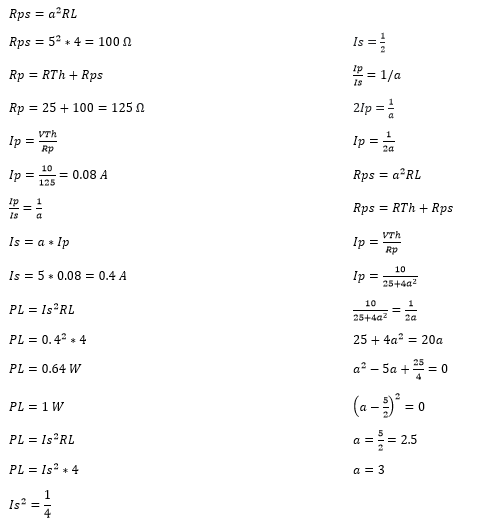 Rps = a²RL
Rps = 5² * 4 = 100 Ω
Rp = RTh + Rps
Rp = 25 + 100 = 125 Ω
Ip = VTh/Rp
Ip = 10/125 = 0.08 A
Ip/Is = 1/a
Is = a * Ip
Is = 5 * 0.08 = 0.4 A
PL = Is²RL
PL = 0.4² * 4
PL = 0.64 W
PL = 1 W
PL = Is²RL
PL = Is² * 4
Is² = 1/4
Is = 1/2
Ip/Is = 1/a
2Ip = 1/a
Ip = 1/2a
Rps = a²RL
Rps = RTh + Rps
Ip = VTh/Rp
Ip = 10/25+4a²
10/25+4a² = 1/2a
25 + 4a² = 20a
a² − 5a + 25/4 = 0
(a − 5/2)² = 0
a = 5/2 = 2.5
a = 3